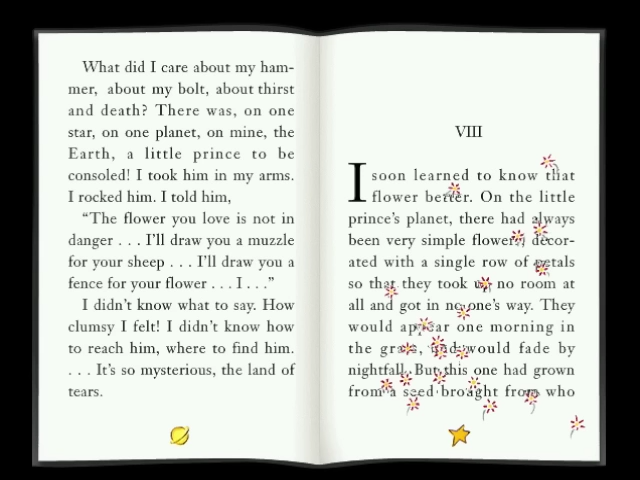 What did I care about my ham-
mer, about my bolt, about thirst
and death? There was, on one
star, on one planet, on mine, the
Earth, a little prince to be
consoled! I took him in my arms.
I rocked him. I told him,
“The flower you love is not in
danger . . . I’ll draw you a muzzle
for your sheep . . . I’ll draw you a
fence for your flower . . . I . . .”
I didn’t know what to say. How
clumsy I felt! I didn’t know how
to reach him, where to find him.
. . . It’s so mysterious, the land of
tears.
VIII
I soon learned to know that
flower better. On the little
prince’s planet, there had always
been very simple flowers, decor-
ated with a single row of petals
so that they took up no room at
all and got in no one’s way. They
would appear one morning in
the grass, and would fade by
nightfall. But this one had grown
from a seed brought from who